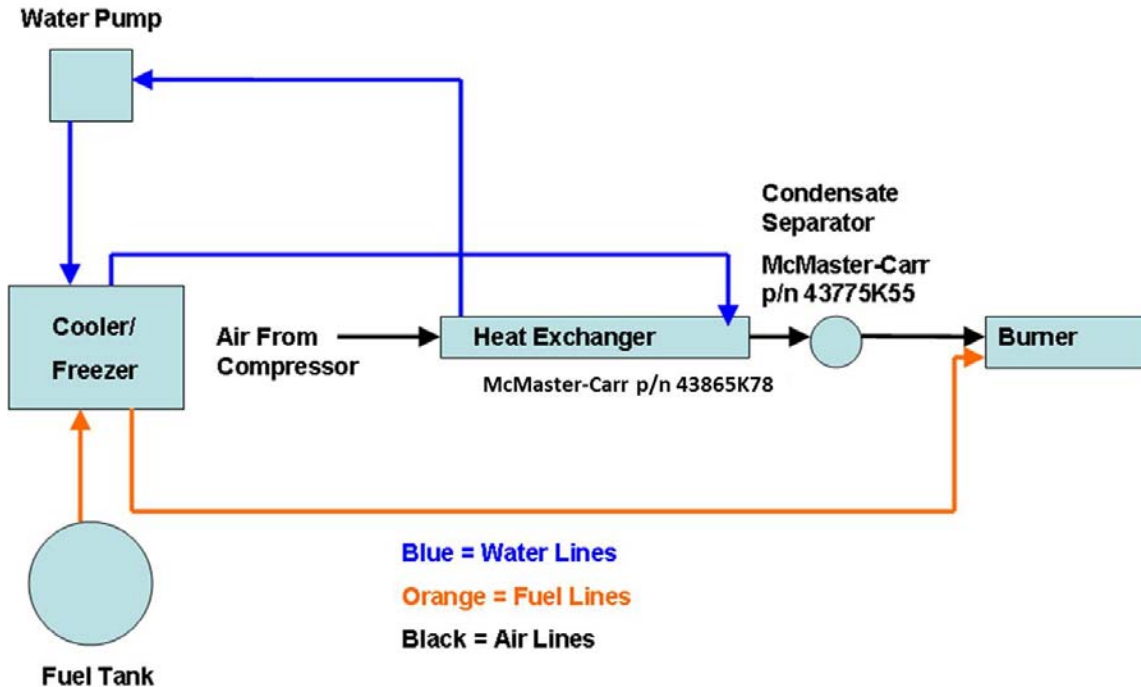 Water Pump
Condensate
Separator
McMaster-Carr
p/n 43775K55
Cooler/
Freezer
Air From
Compressor
Heat Exchanger
Burner
McMaster-Carr p/n 43865K78
Blue = Water Lines
Orange = Fuel Lines
Black = Air Lines
Fuel Tank